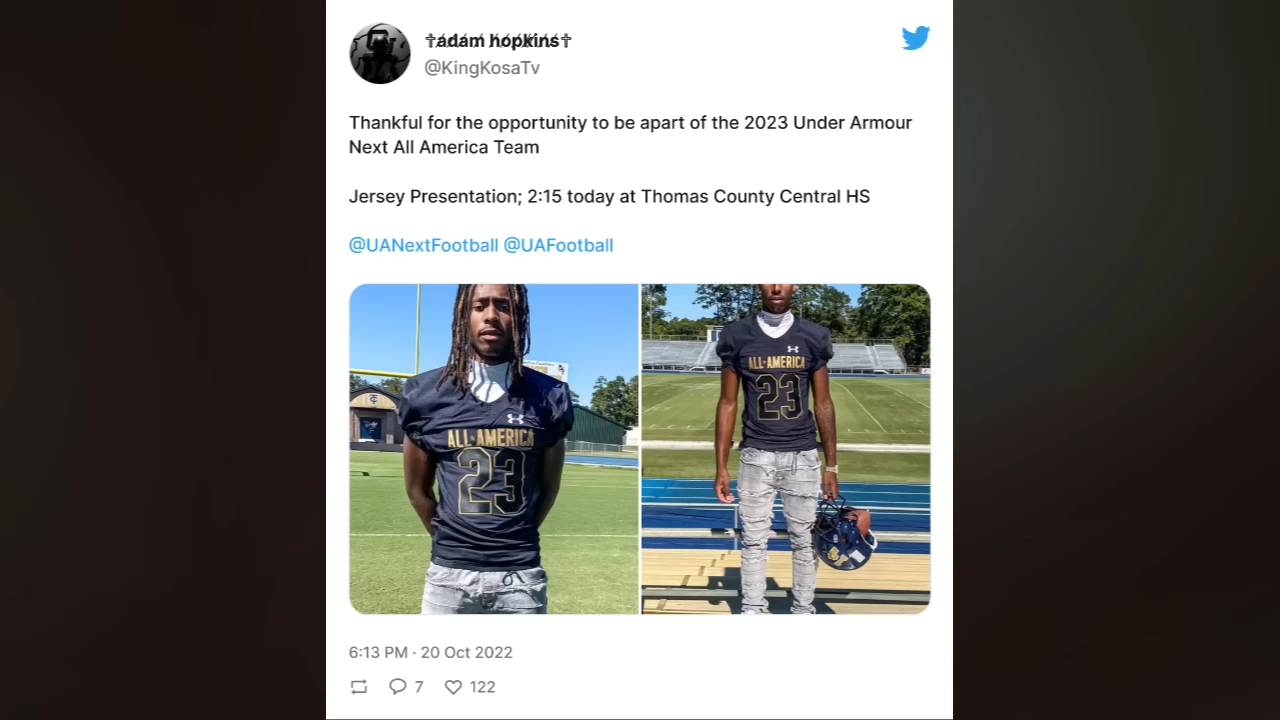 †a̷d̷a̷m̷ h̷o̷p̷k̷i̷n̷s̷†
@KingKosaTv
Thankful for the opportunity to be apart of the 2023 Under Armour
Next All America Team
Jersey Presentation; 2:15 today at Thomas County Central HS
@UANextFootball @UAFootball
ALL-AMERICA
23
ALL-AMERICA
23
6:13 PM · 20 Oct 2022
7
122